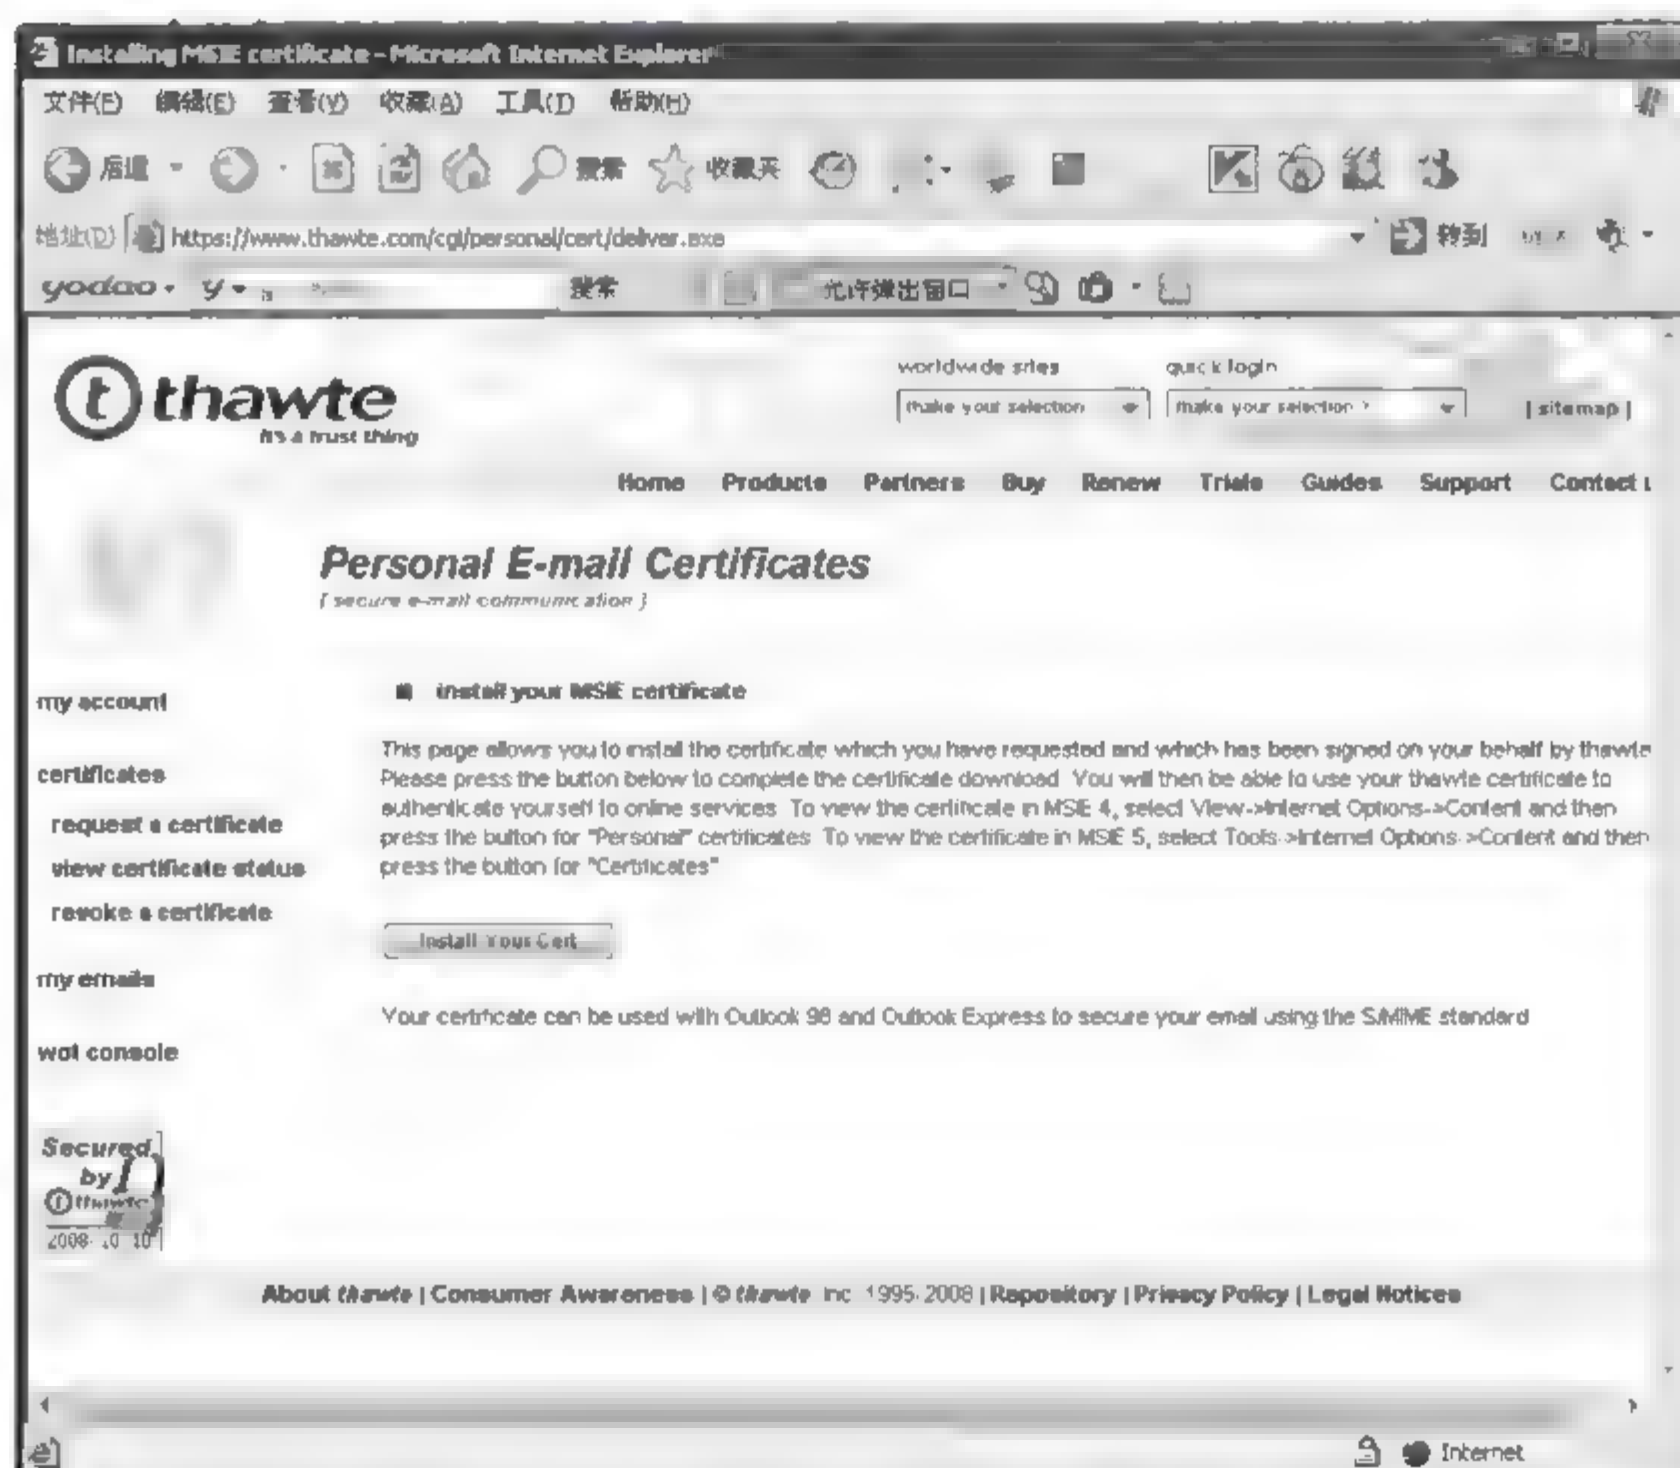 Installing MSIE certificate - Microsoft Internet Explorer
文件(F) 编辑(E) 查看(V) 收藏(A) 工具(T) 帮助(H)
后退 搜索 收藏夹
地址(D) https://www.thawte.com/cgi/personal/cert/deliver.exe 转到
yodao y 搜索 允许弹出窗口
thawte
it's a trust thing
worldwide sites quick login
make your selection make your selection | sitemap |
Home Products Partners Buy Renew Trials Guides Support Contact u
Personal E-mail Certificates
{ secure e-mail communication }
my account
certificates
request a certificate
view certificate status
revoke a certificate
my emails
wot console
install your MSIE certificate
This page allows you to install the certificate which you have requested and which has been signed on your behalf by thawte
Please press the button below to complete the certificate download. You will then be able to use your thawte certificate to
authenticate yourself to online services. To view the certificate in MSIE 4, select View->Internet Options->Content and then
press the button for "Personal" certificates. To view the certificate in MSIE 5, select Tools->Internet Options->Content and then
press the button for "Certificates"
Install Your Cert
Your certificate can be used with Outlook 98 and Outlook Express to secure your email using the S/MIME standard
Secured
by
thawte
2008-10-10
About thawte | Consumer Awareness | © thawte Inc 1995-2008 | Repository | Privacy Policy | Legal Notices
Internet